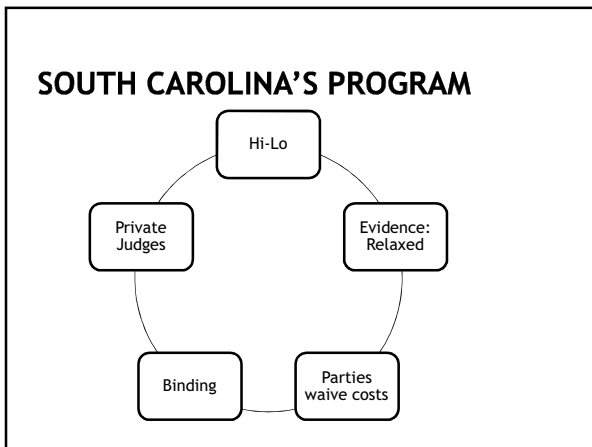 SOUTH CAROLINA’S PROGRAM
Hi-Lo
Evidence:
Relaxed
Parties
waive costs
Binding
Private
Judges